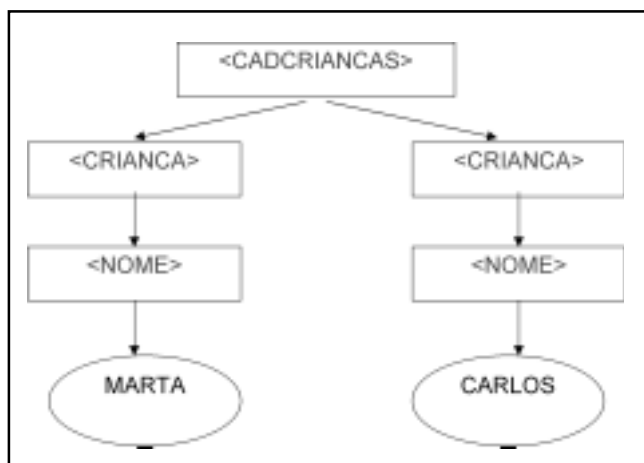 <CADCRIANCAS>
<CRIANCA> <CRIANCA>
<NOME> <NOME>
MARTA CARLOS